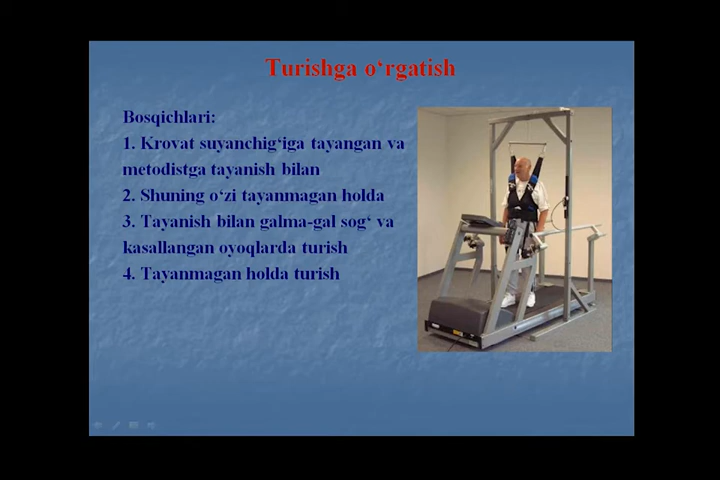 Turishga o‘rgatish
Bosqichlari:
1. Krovat suyanchig‘iga tayangan va
metodistga tayanish bilan
2. Shuning o‘zi tayanmagan holda
3. Tayanish bilan galma-gal sog‘ va
kasallangan oyoqlarda turish
4. Tayanmagan holda turish